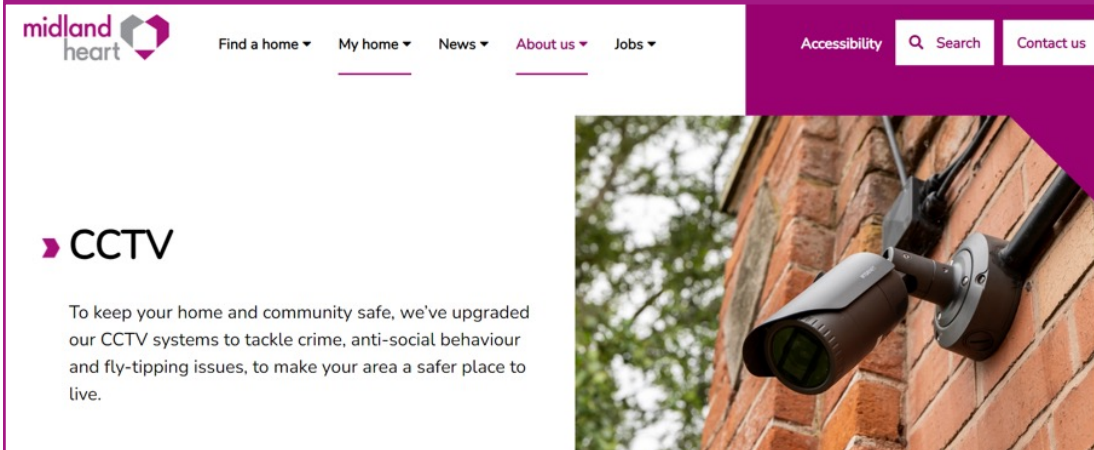 midland
heart
Find a home
My home
News
About us
Jobs
Accessibility
Search
Contact us
CCTV
To keep your home and community safe, we’ve upgraded
our CCTV systems to tackle crime, anti-social behaviour
and fly-tipping issues, to make your area a safer place to
live.